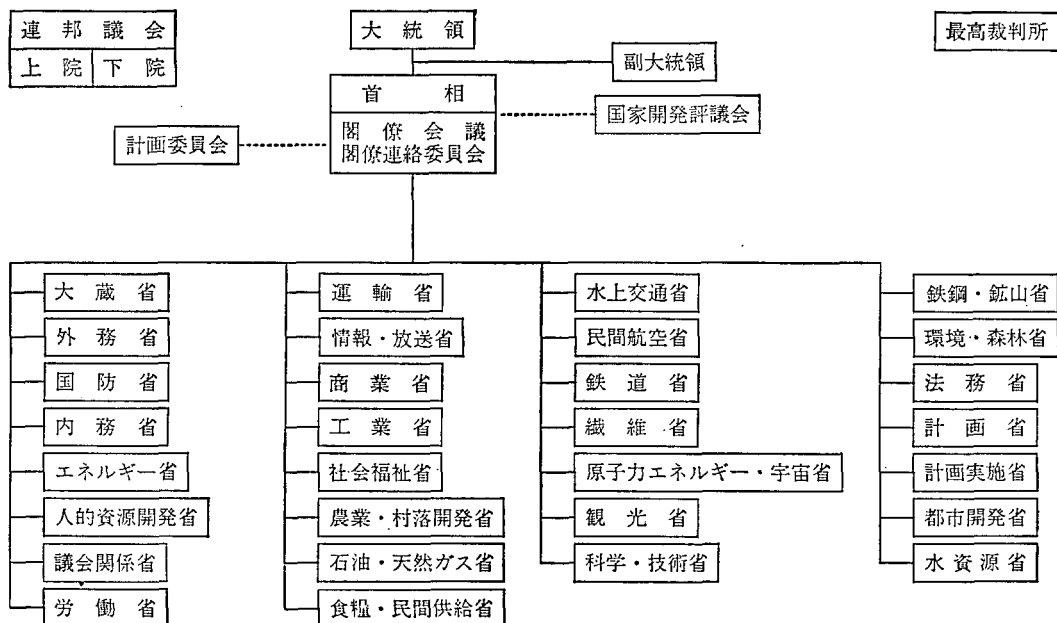 連邦議会
上院 下院
大統領
最高裁判所
副大統領
首相
閣僚会議
閣僚連絡委員会
国家開発評議会
計画委員会
大蔵省
外務省
国防省
内務省
エネルギー省
人的資源開発省
議会関係省
労働省
運輸省
情報・放送省
商業省
工業省
社会福祉省
農業・村落開発省
石油・天然ガス省
食糧・民間供給省
水上交通省
民間航空省
鉄道省
繊維省
原子力エネルギー・宇宙省
観光省
科学・技術省
鉄鋼・鉱山省
環境・森林省
法務省
計画省
計画実施省
都市開発省
水資源省